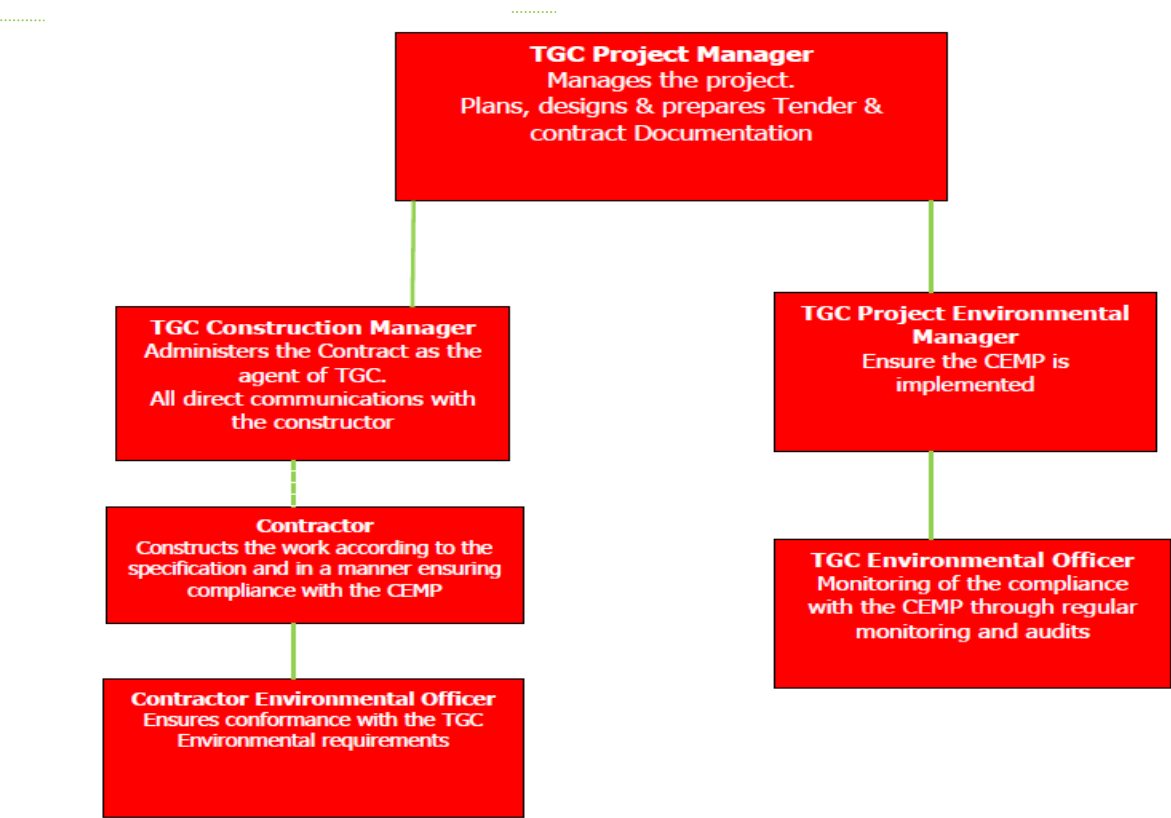 TGC Project Manager
Manages the project.
Plans, designs & prepares Tender &
contract Documentation
TGC Construction Manager
Administers the Contract as the
agent of TGC.
All direct communications with
the constructor
TGC Project Environmental
Manager
Ensure the CEMP is
implemented
Contractor
Constructs the work according to the
specification and in a manner ensuring
compliance with the CEMP
TGC Environmental Officer
Monitoring of the compliance
with the CEMP through regular
monitoring and audits
Contractor Environmental Officer
Ensures conformance with the TGC
Environmental requirements